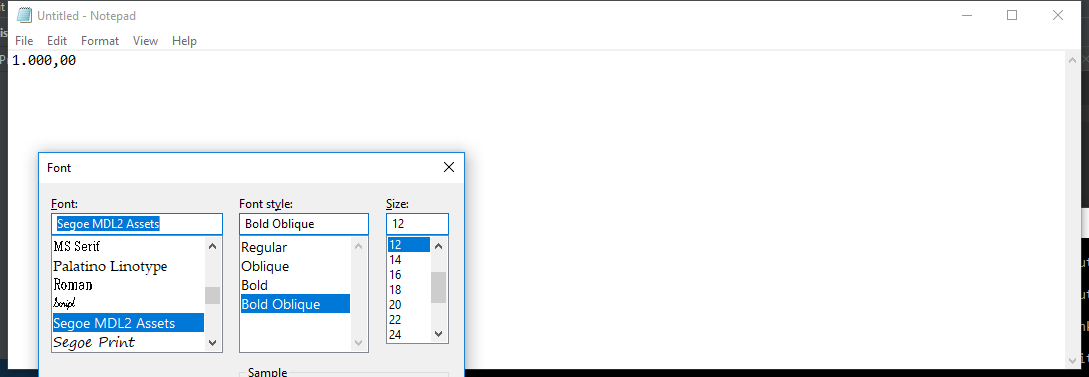 Untitled - Notepad
File Edit Format View Help
1.000,00
Font
Font: Font style: Size:
Segoe MDL2 Assets Bold Oblique 12
MS Serif
Palatino Linotype
Roman
Script
Segoe MDL2 Assets
Segoe Print
Regular
Oblique
Bold
Bold Oblique
12
14
16
18
20
22
24
Sample